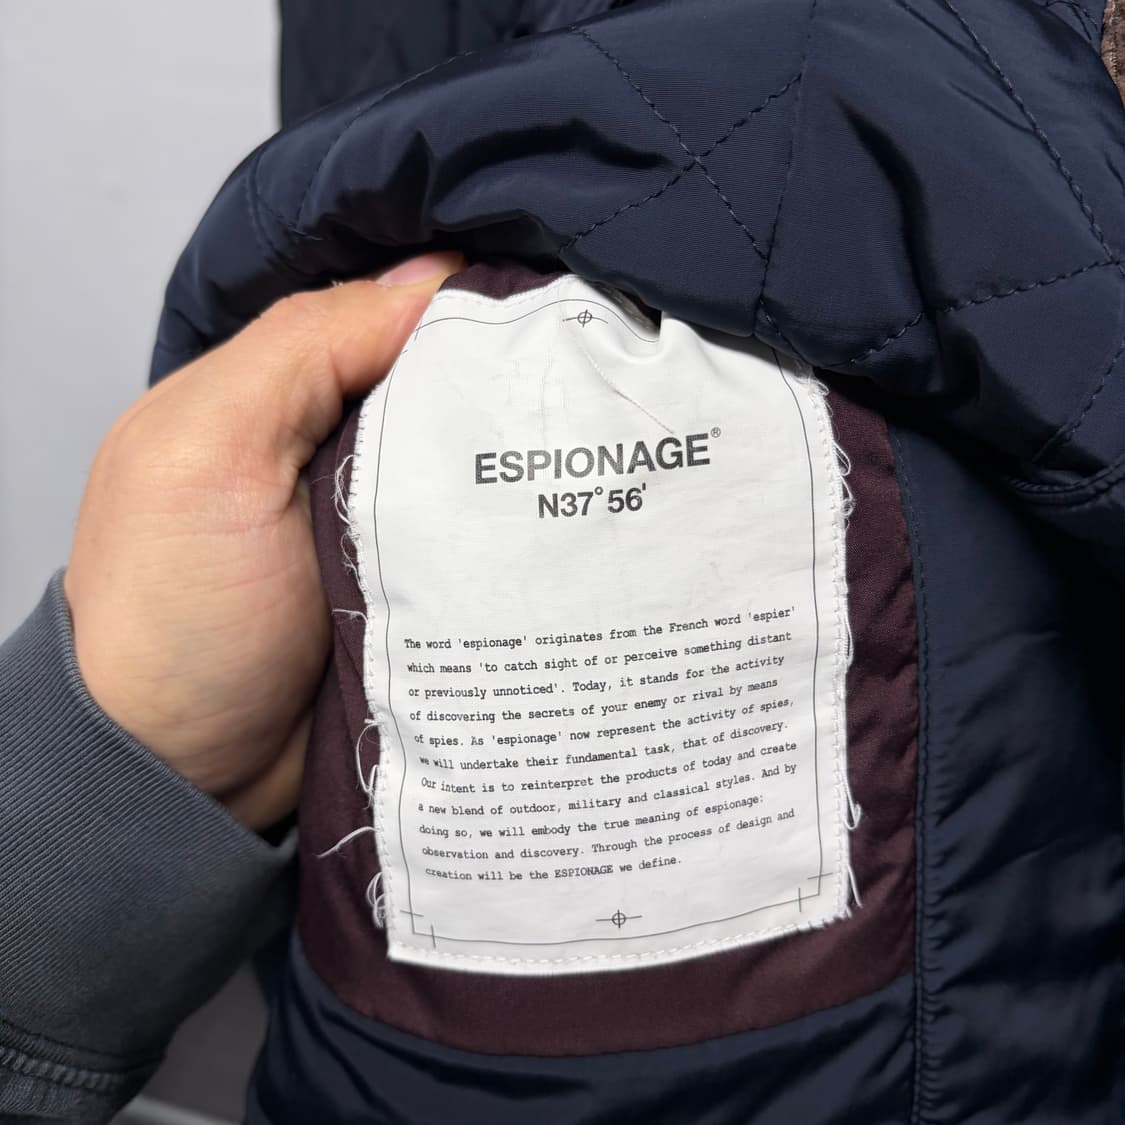 ESPIONAGE®
N37°56'
The word 'espionage' originates from the French word 'espier'
which means 'to catch sight of or perceive something distant
or previously unnoticed'. Today, it stands for the activity
of discovering the secrets of your enemy or rival by means
of spies. As 'espionage' now represent the activity of spies,
we will undertake their fundamental task, that of discovery.
Our intent is to reinterpret the products of today and create
a new blend of outdoor, military and classical styles. And by
doing so, we will embody the true meaning of espionage:
observation and discovery. Through the process of design and
creation will be the ESPIONAGE we define.